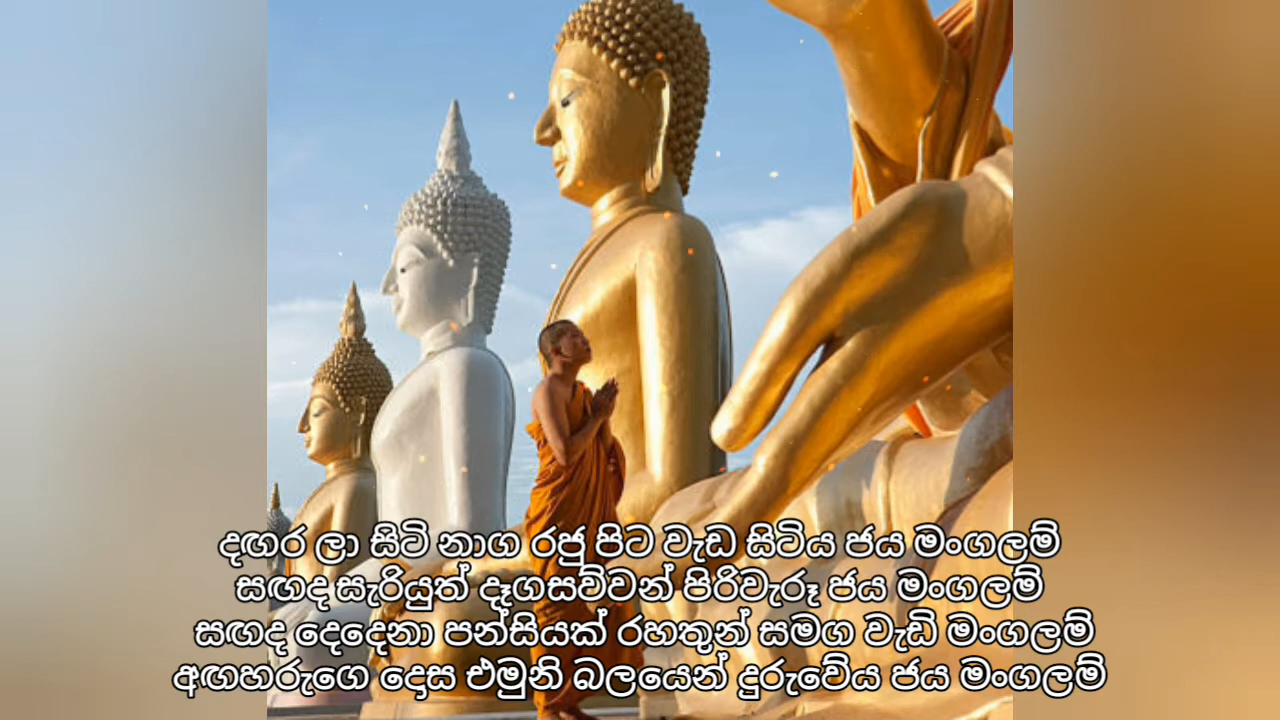 දඟර ලා සිටි නාග රජු පිට වැඩ සිටිය ජය මංගලම්
සඟද සැරියුත් දෑගසව්වන් පිරිවැරූ ජය මංගලම්
සඟද දෙදෙනා පන්සියක් රහතුන් සමග වැඩි මංගලම්
අඟහරුගෙ දොස එමුනි බලයෙන් දුරුවේය ජය මංගලම්